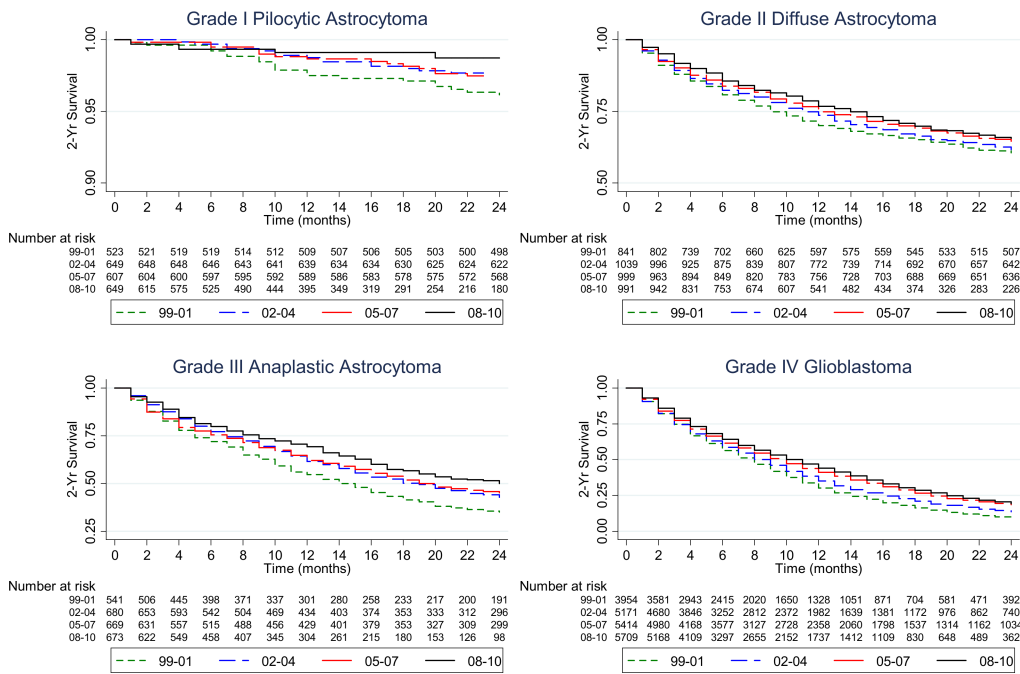 Grade I Pilocytic Astrocytoma
2-Yr Survival
1.00
0.95
0.90
0 2 4 6 8 10 12 14 16 18 20 22 24
Time (months)
Number at risk
99-01 523 521 519 519 514 512 509 507 506 505 503 500 498
02-04 649 648 648 646 643 641 639 634 634 630 625 624 622
05-07 607 604 600 597 595 592 589 586 583 578 575 572 568
08-10 649 615 575 525 490 444 395 349 319 291 254 216 180
99-01 02-04 05-07 08-10
Grade II Diffuse Astrocytoma
2-Yr Survival
1.00
0.75
0.50
0 2 4 6 8 10 12 14 16 18 20 22 24
Time (months)
Number at risk
99-01 841 802 739 702 660 625 597 575 559 545 533 515 507
02-04 1039 996 925 875 839 807 772 739 714 692 670 657 642
05-07 999 963 894 849 820 783 756 728 703 688 669 651 636
08-10 991 942 831 753 674 607 541 482 434 374 326 283 226
99-01 02-04 05-07 08-10
Grade III Anaplastic Astrocytoma
2-Yr Survival
1.00
0.75
0.50
0.25
0 2 4 6 8 10 12 14 16 18 20 22 24
Time (months)
Number at risk
99-01 541 506 445 398 371 337 301 280 258 233 217 200 191
02-04 680 653 593 542 504 469 434 403 374 353 333 312 296
05-07 669 631 557 515 488 456 429 401 379 353 327 309 299
08-10 673 622 549 458 407 345 304 261 215 180 153 126 98
99-01 02-04 05-07 08-10
Grade IV Glioblastoma
2-Yr Survival
1.00
0.75
0.50
0.25
0.00
0 2 4 6 8 10 12 14 16 18 20 22 24
Time (months)
Number at risk
99-01 3954 3581 2943 2415 2020 1650 1328 1051 871 704 581 471 392
02-04 5171 4680 3846 3252 2812 2372 1982 1639 1381 1172 976 862 740
05-07 5414 4980 4168 3577 3127 2728 2358 2060 1798 1537 1314 1162 1034
08-10 5709 5168 4109 3297 2655 2152 1737 1412 1109 830 648 489 362
99-01 02-04 05-07 08-10